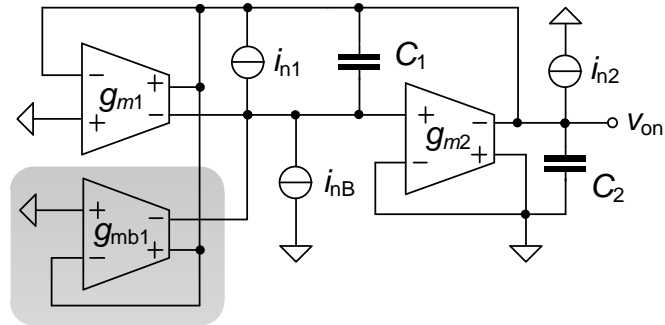 − g_m1 + + −
i_n1
C_1
+ g_m2 − − +
i_n2
v_on
C_2
+ g_mb1 − − +
i_nB